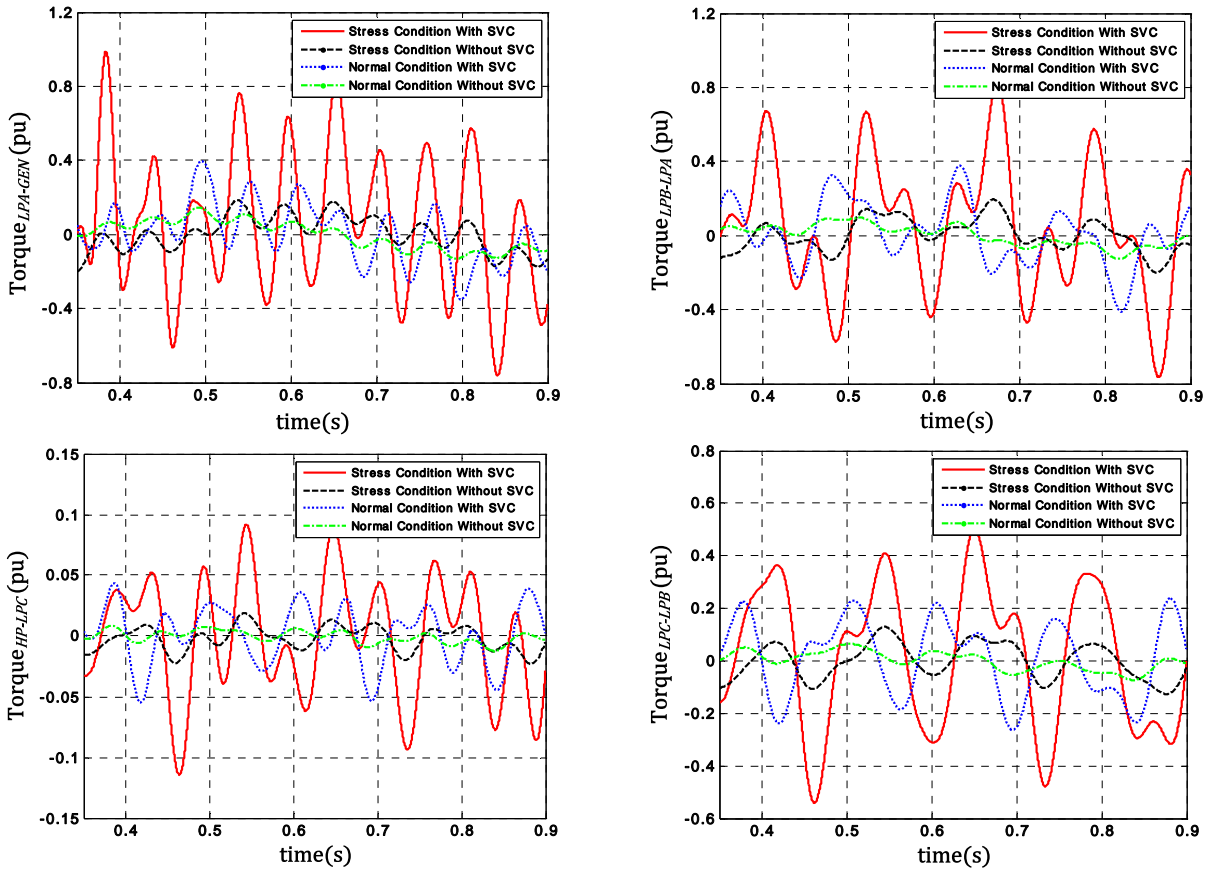 1.2
0.8
0.4
0
-0.4
-0.8
Torque LPA-GEN (pu)
Stress Condition With SVC
Stress Condition Without SVC
Normal Condition With SVC
Normal Condition Without SVC
0.4 0.5 0.6 0.7 0.8 0.9
time(s)
1.2
0.8
0.4
0
-0.4
-0.8
Torque LPB-LPA (pu)
Stress Condition With SVC
Stress Condition Without SVC
Normal Condition With SVC
Normal Condition Without SVC
0.4 0.5 0.6 0.7 0.8 0.9
time(s)
0.15
0.1
0.05
0
-0.05
-0.1
-0.15
Torque HP-LPC (pu)
Stress Condition With SVC
Stress Condition Without SVC
Normal Condition With SVC
Normal Condition Without SVC
0.4 0.5 0.6 0.7 0.8 0.9
time(s)
0.8
0.6
0.4
0.2
0
-0.2
-0.4
-0.6
Torque LPC-LPB (pu)
Stress Condition With SVC
Stress Condition Without SVC
Normal Condition With SVC
Normal Condition Without SVC
0.4 0.5 0.6 0.7 0.8 0.9
time(s)